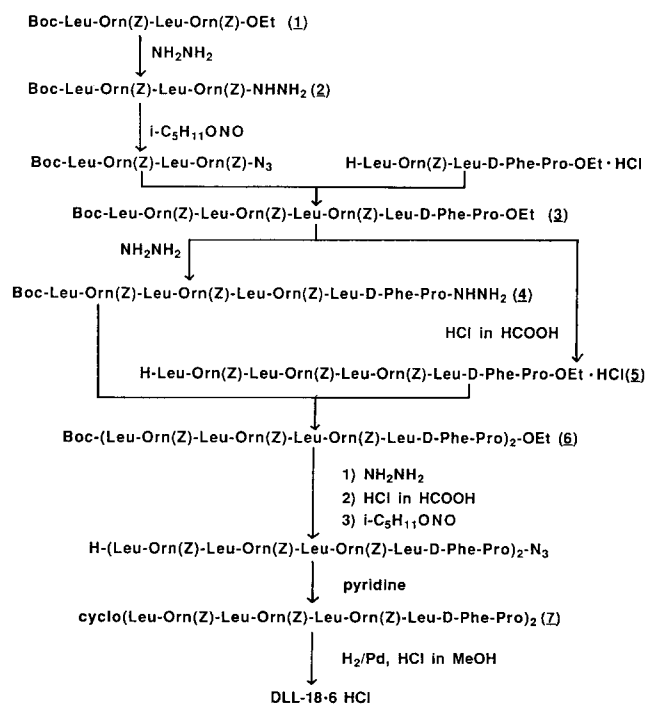 Boc-Leu-Orn(Z)-Leu-Orn(Z)-OEt (1)
NH2NH2
Boc-Leu-Orn(Z)-Leu-Orn(Z)-NHNH2 (2)
i-C5H11ONO
Boc-Leu-Orn(Z)-Leu-Orn(Z)-N3 H-Leu-Orn(Z)-Leu-D-Phe-Pro-OEt·HCl
Boc-Leu-Orn(Z)-Leu-Orn(Z)-Leu-Orn(Z)-Leu-D-Phe-Pro-OEt (3)
NH2NH2
Boc-Leu-Orn(Z)-Leu-Orn(Z)-Leu-Orn(Z)-Leu-D-Phe-Pro-NHNH2 (4)
HCl in HCOOH
H-Leu-Orn(Z)-Leu-Orn(Z)-Leu-Orn(Z)-Leu-D-Phe-Pro-OEt·HCl(5)
Boc-(Leu-Orn(Z)-Leu-Orn(Z)-Leu-Orn(Z)-Leu-D-Phe-Pro)2-OEt (6)
1) NH2NH2
2) HCl in HCOOH
3) i-C5H11ONO
H-(Leu-Orn(Z)-Leu-Orn(Z)-Leu-Orn(Z)-Leu-D-Phe-Pro)2-N3
pyridine
cyclo(Leu-Orn(Z)-Leu-Orn(Z)-Leu-Orn(Z)-Leu-D-Phe-Pro)2 (7)
H2/Pd, HCl in MeOH
DLL-18·6 HCl